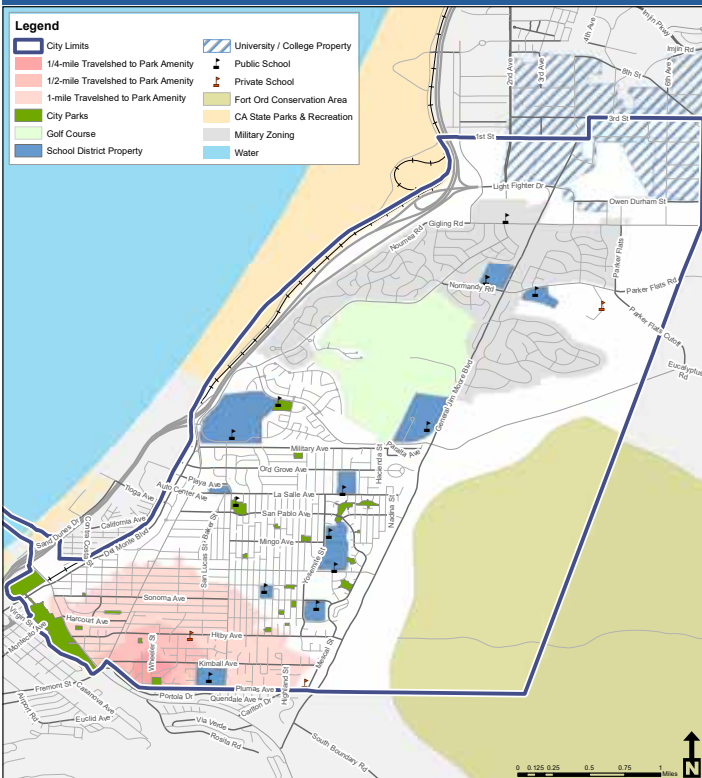 Legend
City Limits
1/4-mile Travelshed to Park Amenity
1/2-mile Travelshed to Park Amenity
1-mile Travelshed to Park Amenity
City Parks
Golf Course
School District Property
University / College Property
Public School
Private School
Fort Ord Conservation Area
CA State Parks & Recreation
Military Zoning
Water
4th Ave
Imjin Pkwy
Imjin Rd
2nd Ave
3rd Ave
8th St
6th Ave
3rd St
1st St
Light Fighter Dr
Owen Durham St
Gigling Rd
Noumea Rd
Parker Flats
Normandy Rd
Parker Flats Rd
Parker Flats Cutoff
Eucalyptus Rd
General Jim Moore Blvd
Military Ave
Paralta Ave
Hacienda St
Ord Grove Ave
Playa Ave
Auto Center Ave
La Salle Ave
Tioga Ave
San Pablo Ave
Nadina St
California Ave
Sand Dunes Dr
Contra Costa St
Del Monte Blvd
San Lucas St
Baker St
Mingo Ave
Yosemite St
Sonoma Ave
Virgin St
Harcourt Ave
Montecito Ave
Wheeler St
Hilby Ave
Mescal St
Kimball Ave
Highland St
Fremont St
Casanova Ave
Plumas Ave
Portola Dr
Quendale Ave
Carlton Dr
Airport Rd
Euclid Ave
Via Verde
Rosita Rd
South Boundary Rd
0 0.125 0.25 0.5 0.75 1
Miles
N